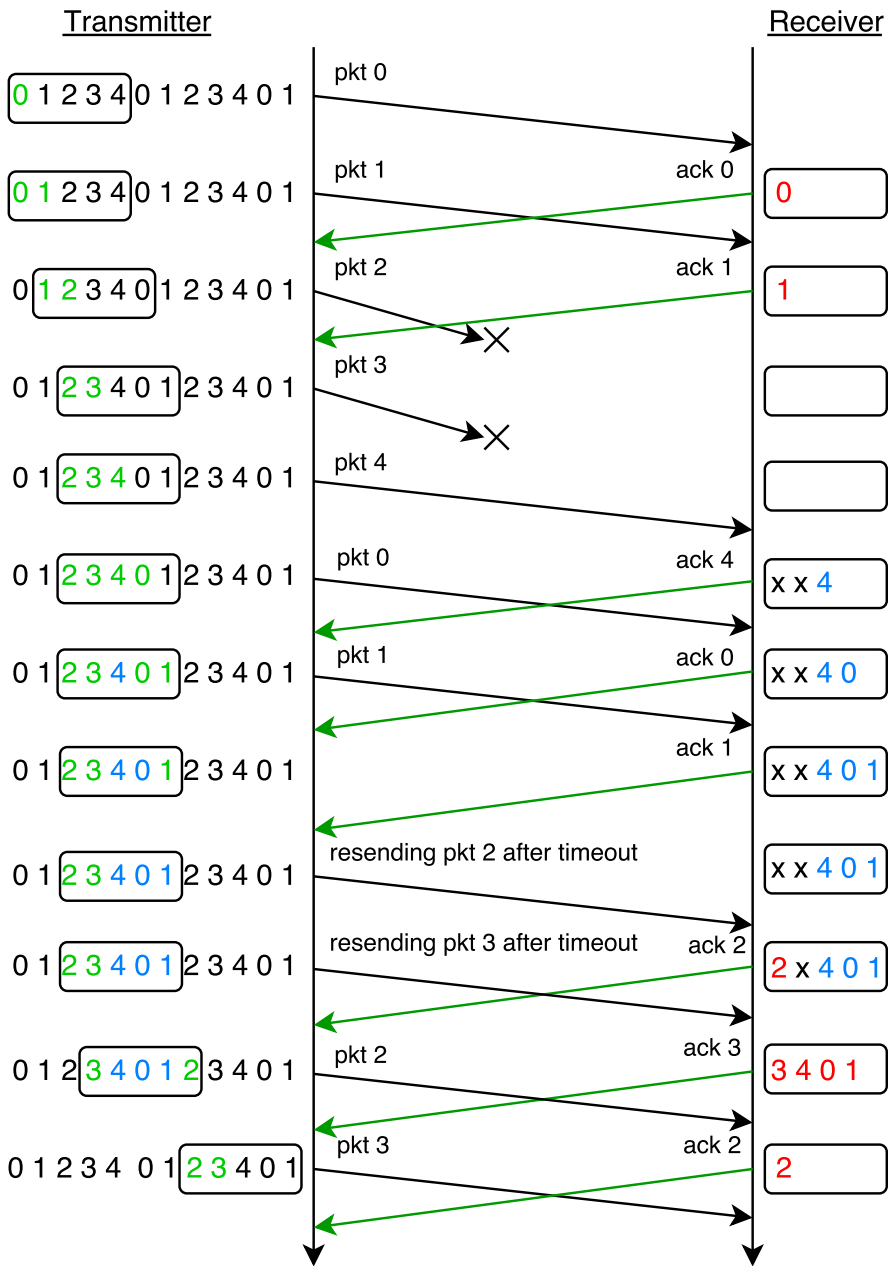 Transmitter Receiver
pkt 0
0 1 2 3 4 0 1 2 3 4 0 1
pkt 1 ack 0
0 1 2 3 4 0 1 2 3 4 0 1 0
pkt 2 ack 1
0 1 2 3 4 0 1 2 3 4 0 1 1
pkt 3
0 1 2 3 4 0 1 2 3 4 0 1
pkt 4
0 1 2 3 4 0 1 2 3 4 0 1
pkt 0 ack 4
0 1 2 3 4 0 1 2 3 4 0 1 x x 4
pkt 1 ack 0
0 1 2 3 4 0 1 2 3 4 0 1 x x 4 0
ack 1
0 1 2 3 4 0 1 2 3 4 0 1 x x 4 0 1
resending pkt 2 after timeout
0 1 2 3 4 0 1 2 3 4 0 1 x x 4 0 1
resending pkt 3 after timeout ack 2
0 1 2 3 4 0 1 2 3 4 0 1 2 x 4 0 1
pkt 2 ack 3
0 1 2 3 4 0 1 2 3 4 0 1 3 4 0 1
pkt 3 ack 2
0 1 2 3 4 0 1 2 3 4 0 1 2